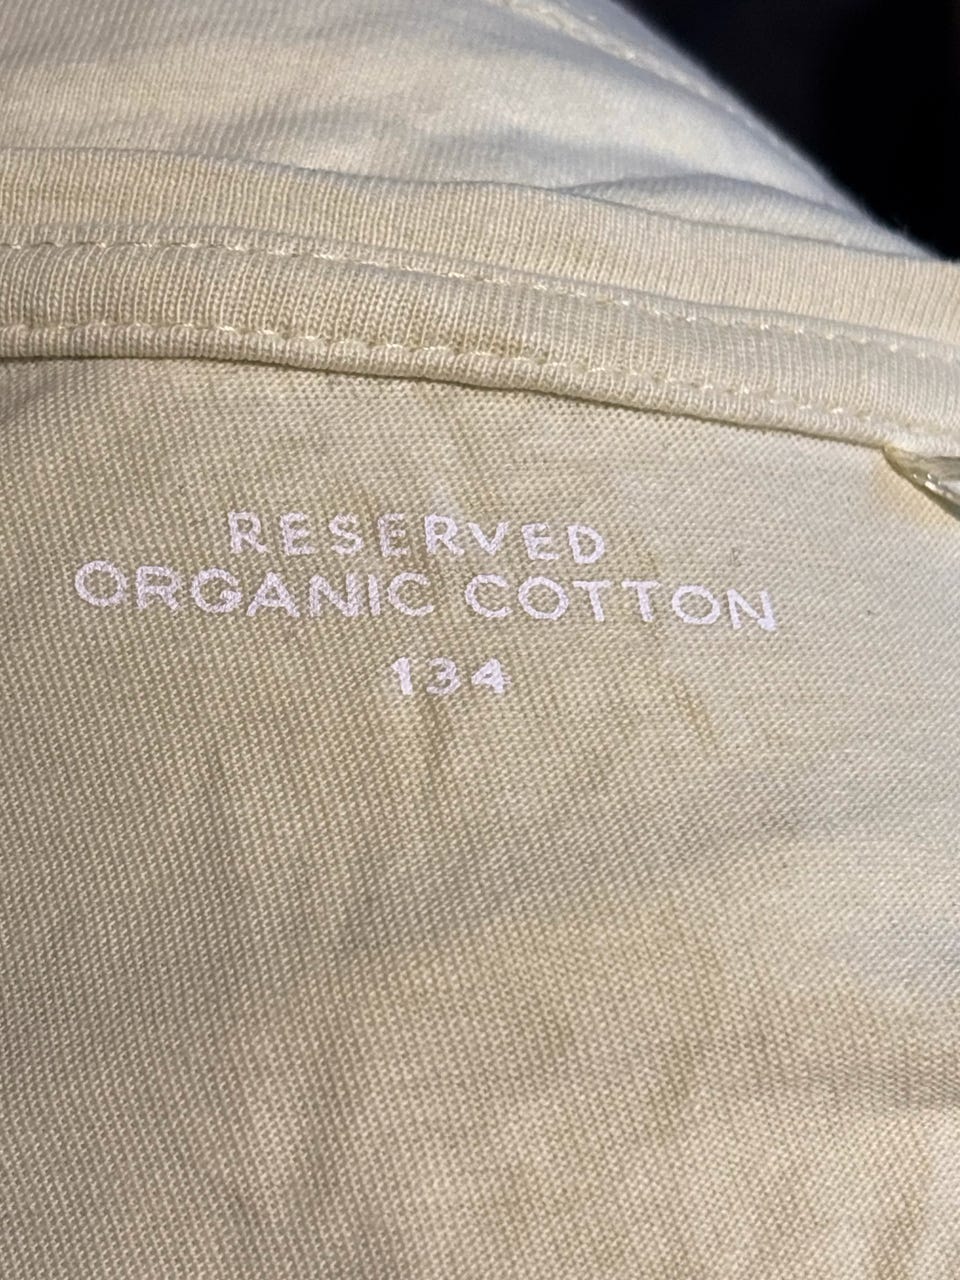 RESERVED
ORGANIC COTTON
134